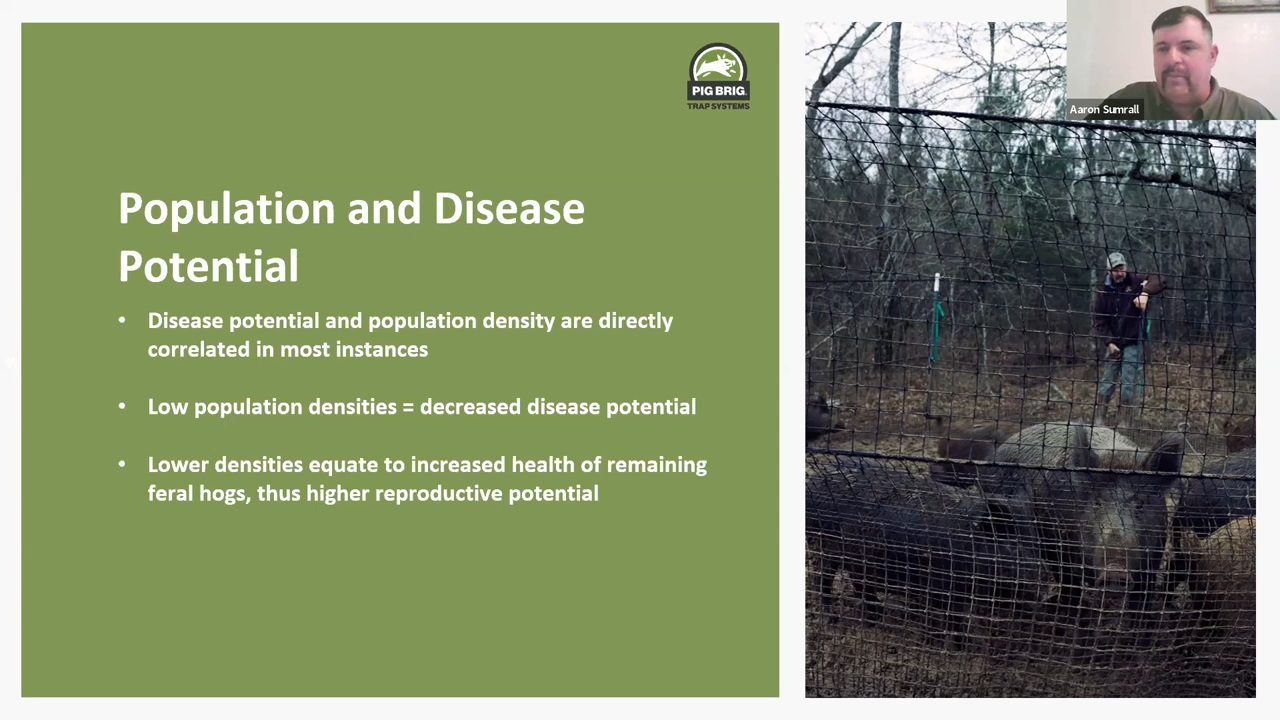 PIG BRIG
TRAP SYSTEMS
Aaron Sumrall
Population and Disease
Potential
• Disease potential and population density are directly
correlated in most instances
• Low population densities = decreased disease potential
• Lower densities equate to increased health of remaining
feral hogs, thus higher reproductive potential